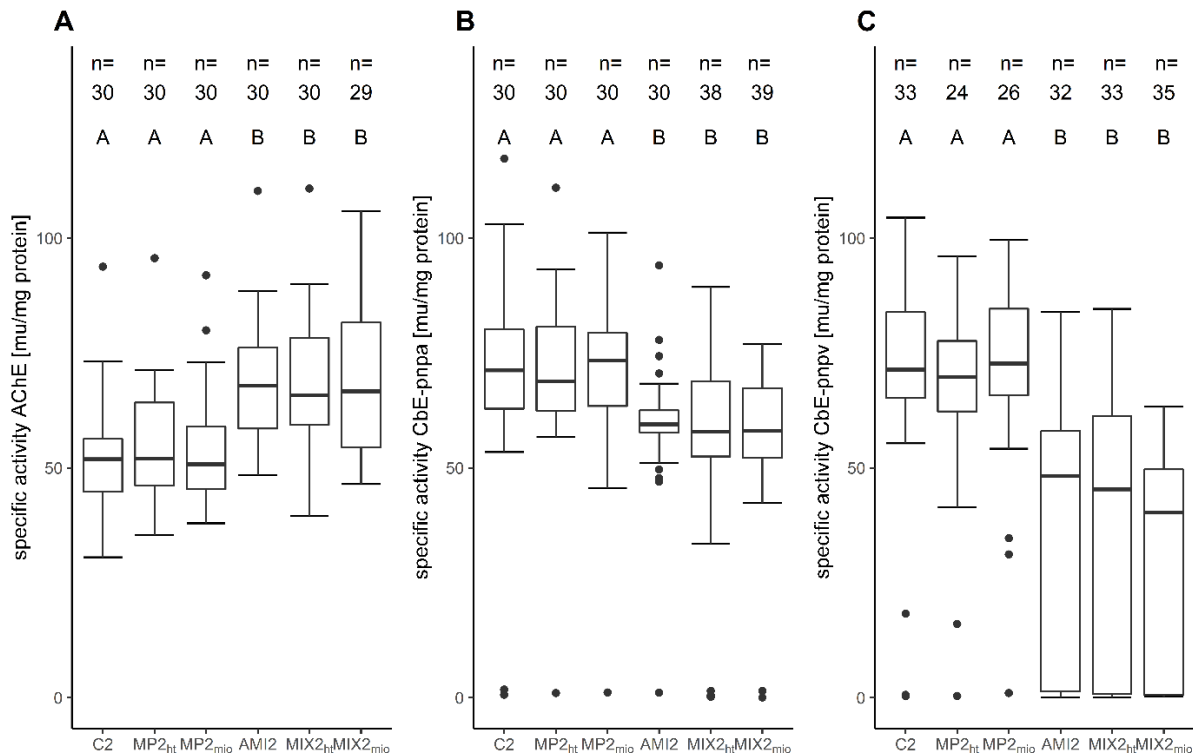 A
B
C
n= n= n= n= n= n=
30 30 30 30 30 29
A A A B B B
specific activity AChE [mu/mg protein]
100
50
0
C2 MP2ht MP2mio AMI2 MIX2ht MIX2mio
n= n= n= n= n= n=
30 30 30 30 38 39
A A A B B B
specific activity CbE-pnpa [mu/mg protein]
100
50
0
C2 MP2ht MP2mio AMI2 MIX2ht MIX2mio
n= n= n= n= n= n=
33 24 26 32 33 35
A A A B B B
specific activity CbE-pnpv [mu/mg protein]
100
50
0
C2 MP2ht MP2mio AMI2 MIX2ht MIX2mio